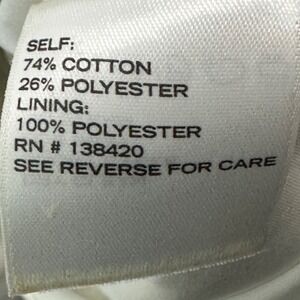 SELF:
74% COTTON
26% POLYESTER
LINING:
100% POLYESTER
RN # 138420
SEE REVERSE FOR CARE